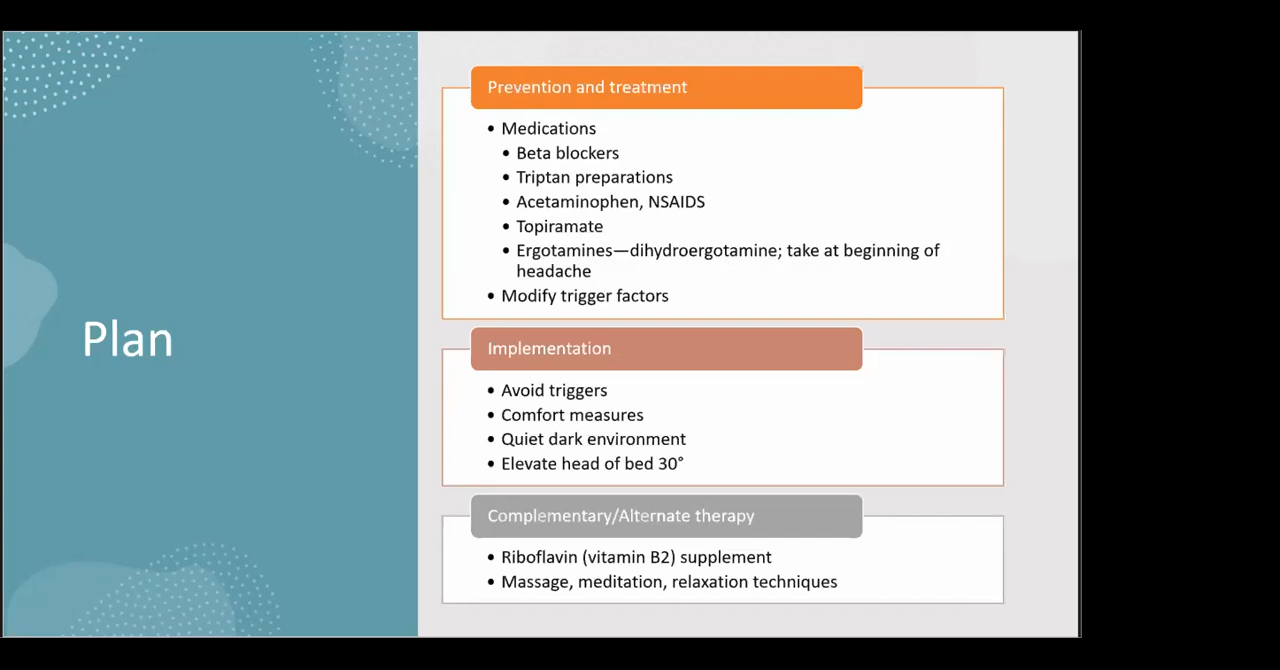 Plan
Prevention and treatment
• Medications
• Beta blockers
• Triptan preparations
• Acetaminophen, NSAIDS
• Topiramate
• Ergotamines—dihydroergotamine; take at beginning of
headache
• Modify trigger factors
Implementation
• Avoid triggers
• Comfort measures
• Quiet dark environment
• Elevate head of bed 30°
Complementary/Alternate therapy
• Riboflavin (vitamin B2) supplement
• Massage, meditation, relaxation techniques